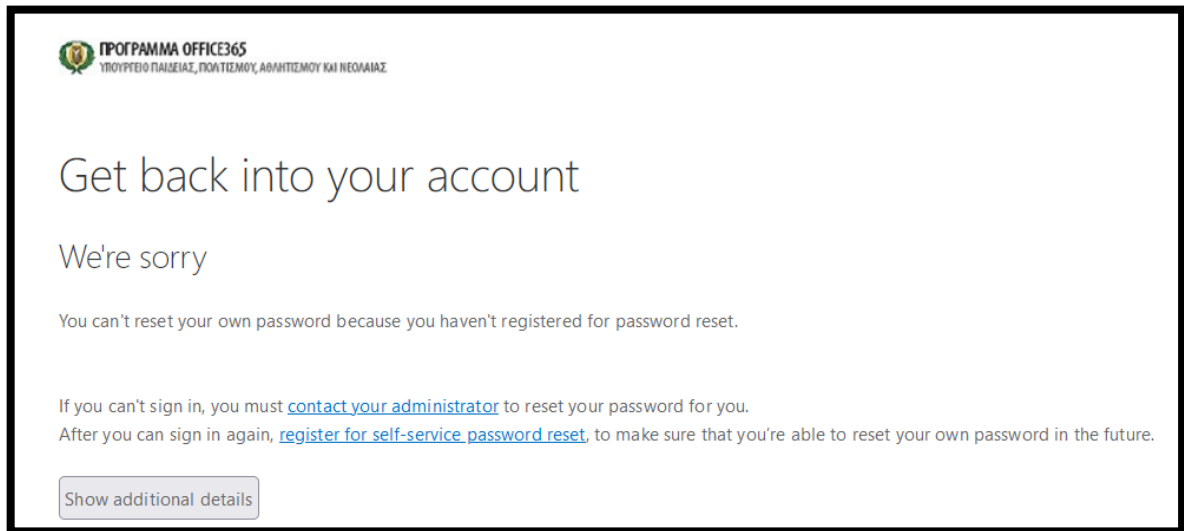 ΠΡΟΓΡΑΜΜΑ OFFICE365
ΥΠΟΥΡΓΕΙΟ ΠΑΙΔΕΙΑΣ, ΠΟΛΙΤΙΣΜΟΥ, ΑΘΛΗΤΙΣΜΟΥ ΚΑΙ ΝΕΟΛΑΙΑΣ
Get back into your account
We're sorry
You can't reset your own password because you haven't registered for password reset.
If you can't sign in, you must contact your administrator to reset your password for you.
After you can sign in again, register for self-service password reset, to make sure that you're able to reset your own password in the future.
Show additional details